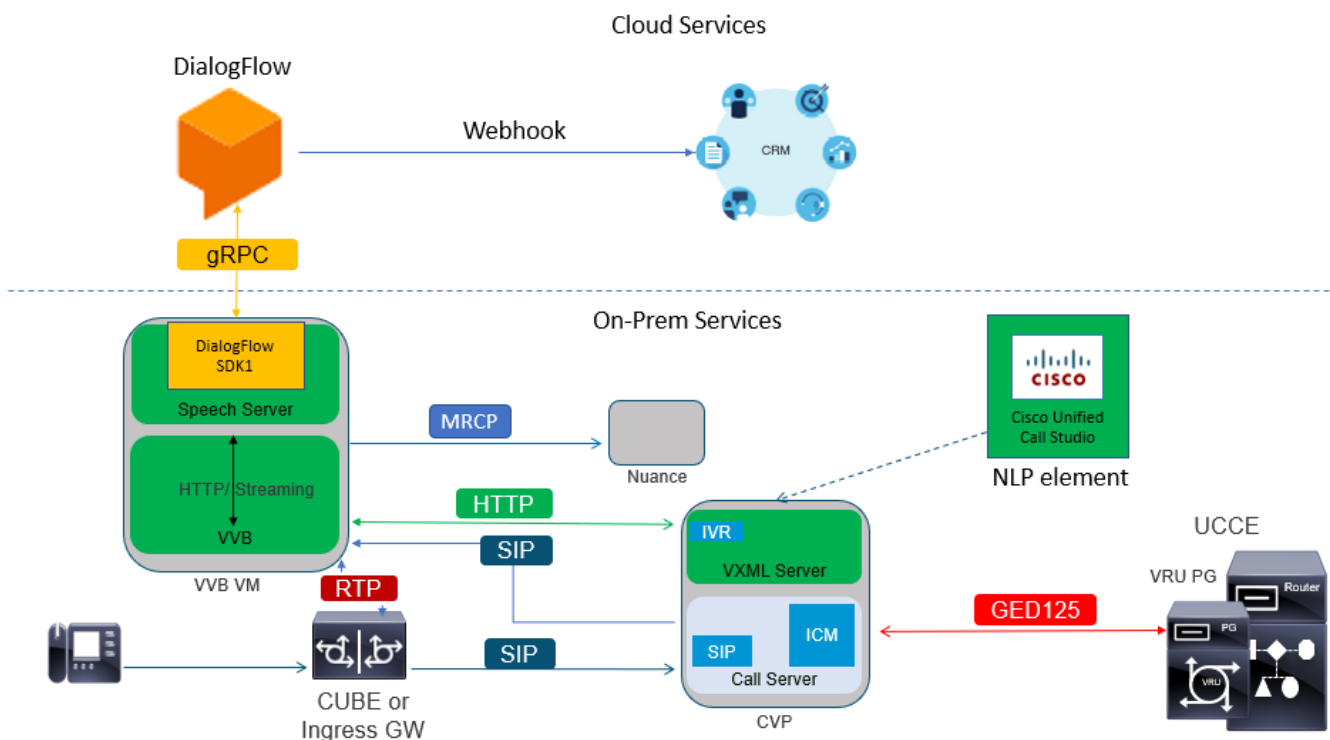 Cloud Services
DialogFlow
Webhook
CRM
gRPC
On-Prem Services
DialogFlow
SDK1
Speech Server
HTTP/ Streaming
VVB
VVB VM
MRCP
Nuance
CISCO
Cisco Unified
Call Studio
NLP element
HTTP
SIP
IVR
VXML Server
UCCE
VRU PG
Router
PG
VRU
RTP
GED125
SIP
SIP
ICM
Call Server
CVP
CUBE or
Ingress GW